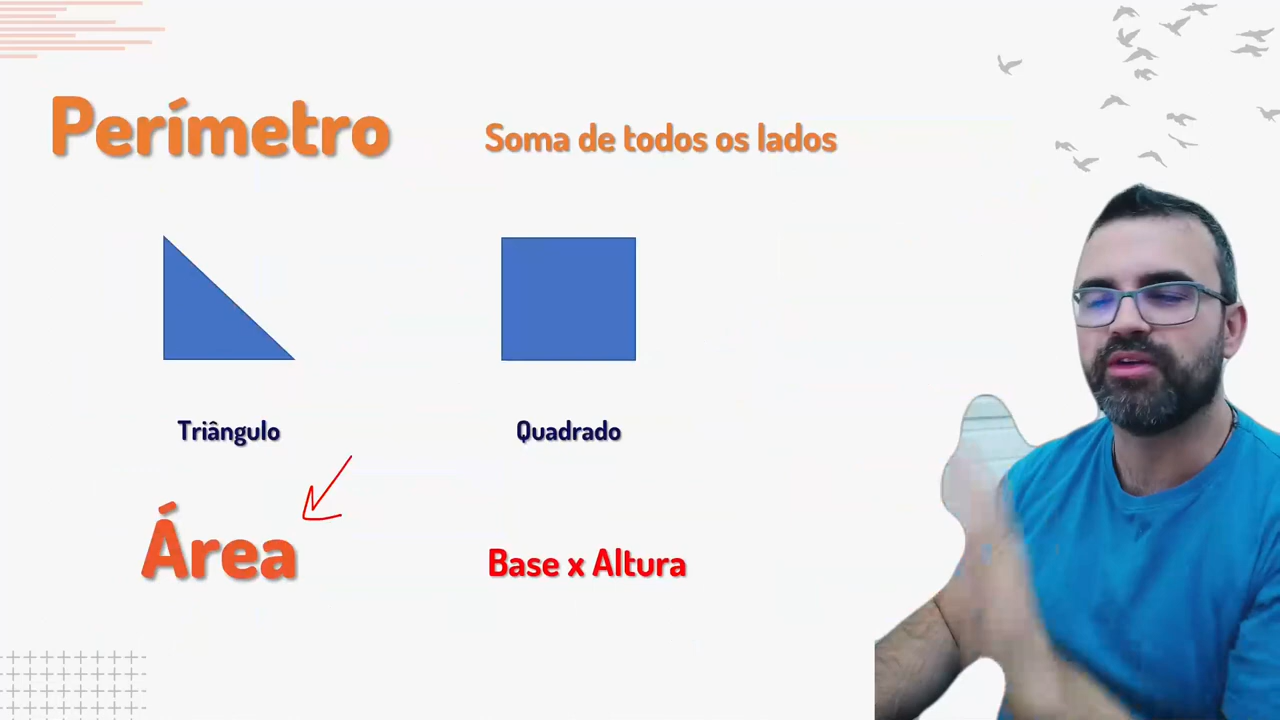 Perímetro
Soma de todos os lados
Triângulo
Quadrado
Área
Base x Altura